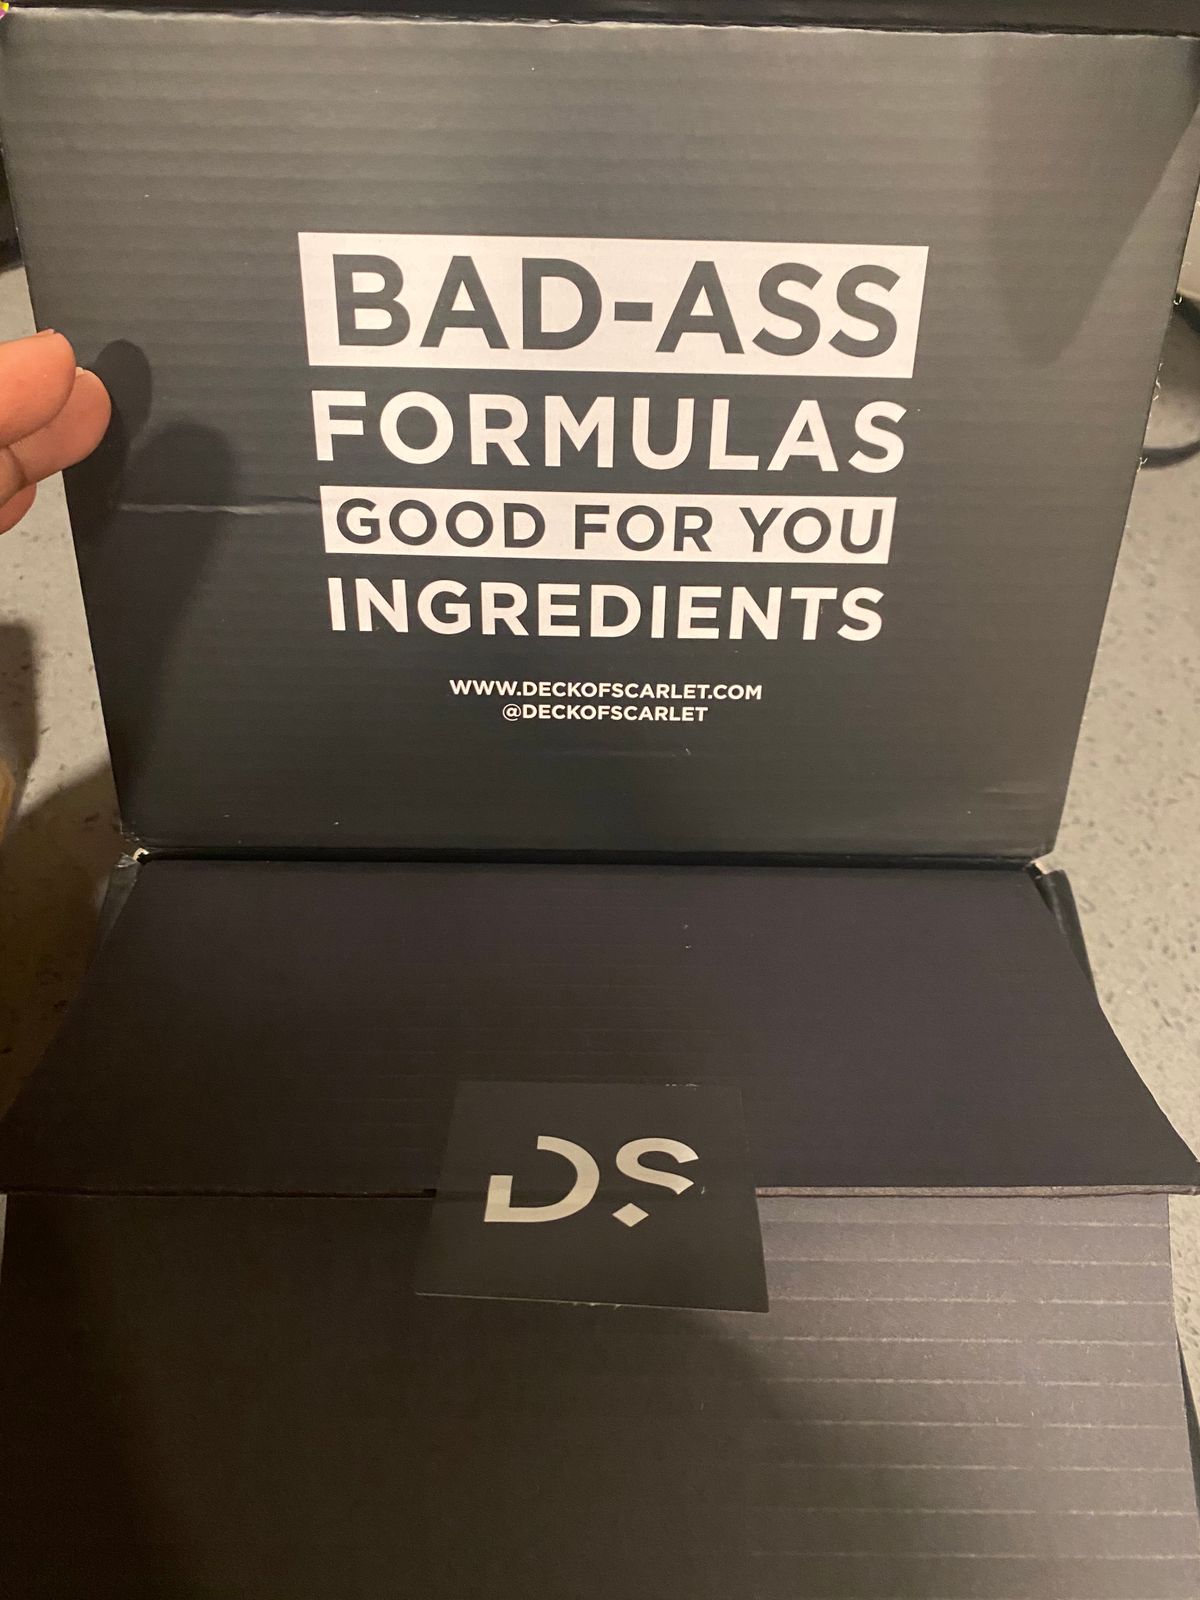 BAD-ASS
FORMULAS
GOOD FOR YOU
INGREDIENTS
WWW.DECKOFSCARLET.COM
@DECKOFSCARLET
DS